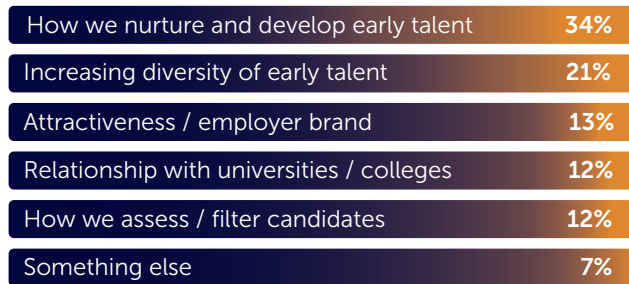 How we nurture and develop early talent 34%
Increasing diversity of early talent 21%
Attractiveness / employer brand 13%
Relationship with universities / colleges 12%
How we assess / filter candidates 12%
Something else 7%